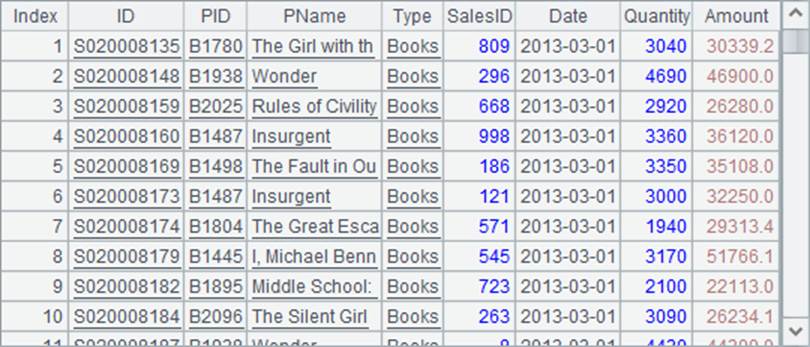 Index ID PID PName Type SalesID Date Quantity Amount
1 S020008135 B1780 The Girl with th Books 809 2013-03-01 3040 30339.2
2 S020008148 B1938 Wonder Books 296 2013-03-01 4690 46900.0
3 S020008159 B2025 Rules of Civility Books 668 2013-03-01 2920 26280.0
4 S020008160 B1487 Insurgent Books 998 2013-03-01 3360 36120.0
5 S020008169 B1498 The Fault in Ou Books 186 2013-03-01 3350 35108.0
6 S020008173 B1487 Insurgent Books 121 2013-03-01 3000 32250.0
7 S020008174 B1804 The Great Esca Books 571 2013-03-01 1940 29313.4
8 S020008179 B1445 I, Michael Benn Books 545 2013-03-01 3170 51766.1
9 S020008182 B1895 Middle School: Books 723 2013-03-01 2100 22113.0
10 S020008184 B2096 The Silent Girl Books 263 2013-03-01 3090 26234.1
11 S020008187 B1938 Wonder Books 2013-03-01